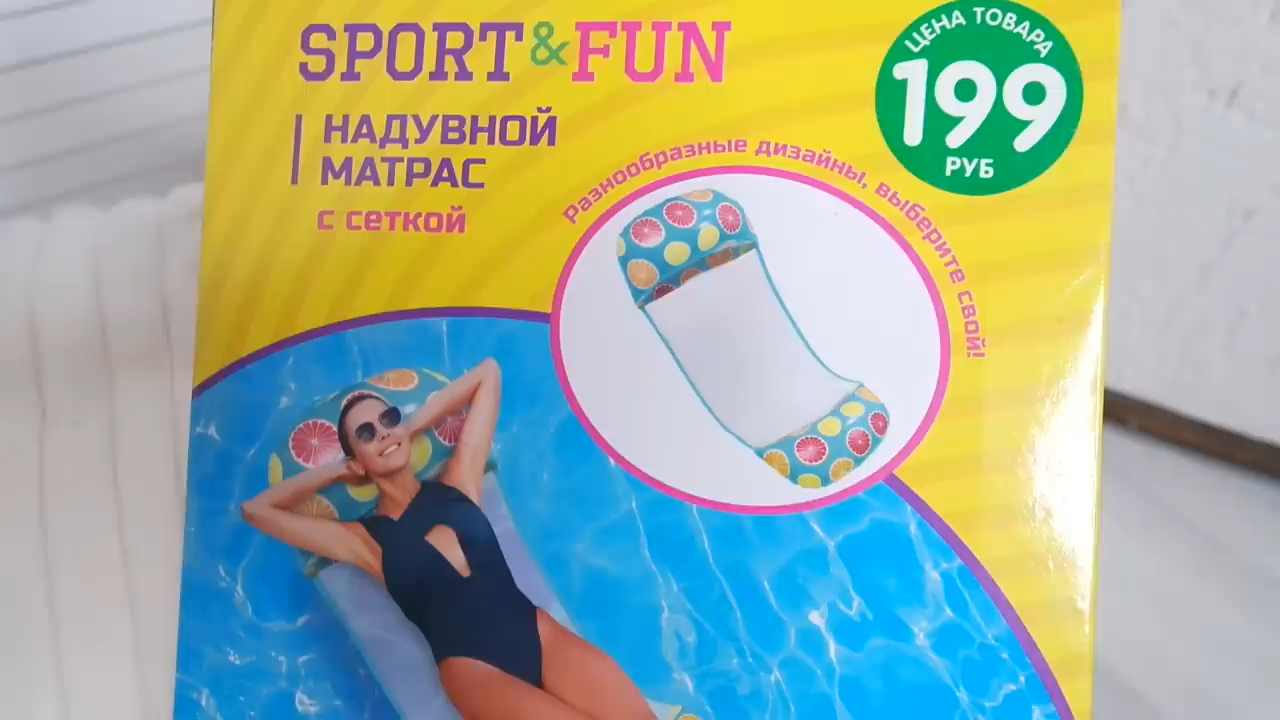 SPORT&FUN
НАДУВНОЙ
МАТРАС
с сеткой
разнообразные дизайны, выберите свой!
ЦЕНА ТОВАРА
199
РУБ